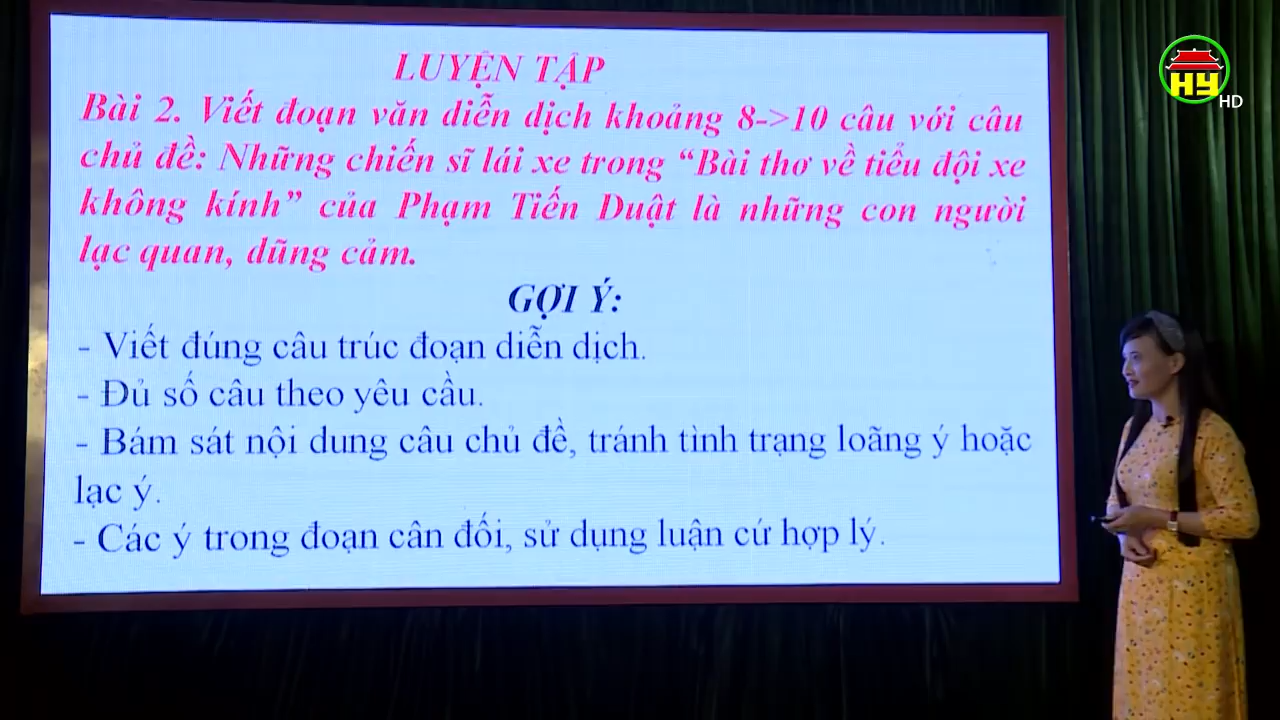 LUYỆN TẬP
Bài 2. Viết đoạn văn diễn dịch khoảng 8->10 câu với câu
chủ đề: Những chiến sĩ lái xe trong “Bài thơ về tiểu đội xe
không kính” của Phạm Tiến Duật là những con người
lạc quan, dũng cảm.
GỢI Ý:
- Viết đúng câu trúc đoạn diễn dịch.
- Đủ số câu theo yêu cầu.
- Bám sát nội dung câu chủ đề, tránh tình trạng loãng ý hoặc
lạc ý.
- Các ý trong đoạn cân đối, sử dụng luận cứ hợp lý.
HY
HD